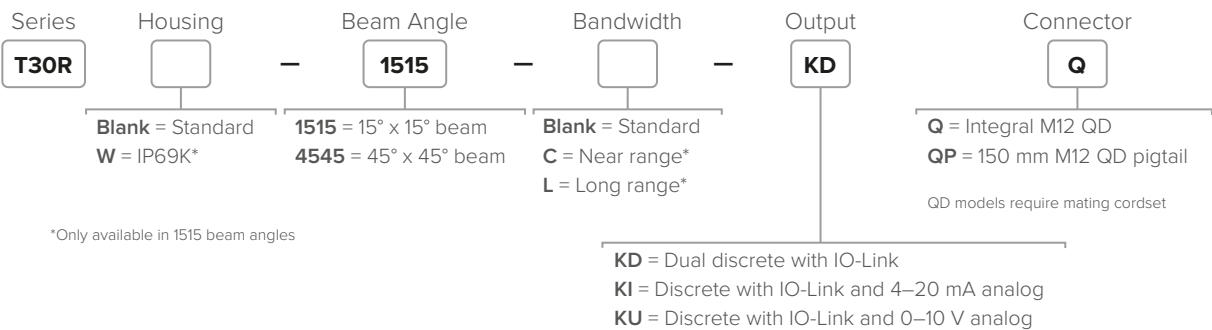 Series Housing Beam Angle Bandwidth Output Connector
T30R – 1515 – – KD Q
Blank = Standard
W = IP69K*
1515 = 15° x 15° beam
4545 = 45° x 45° beam
Blank = Standard
C = Near range*
L = Long range*
Q = Integral M12 QD
QP = 150 mm M12 QD pigtail
QD models require mating cordset
*Only available in 1515 beam angles
KD = Dual discrete with IO-Link
KI = Discrete with IO-Link and 4–20 mA analog
KU = Discrete with IO-Link and 0–10 V analog